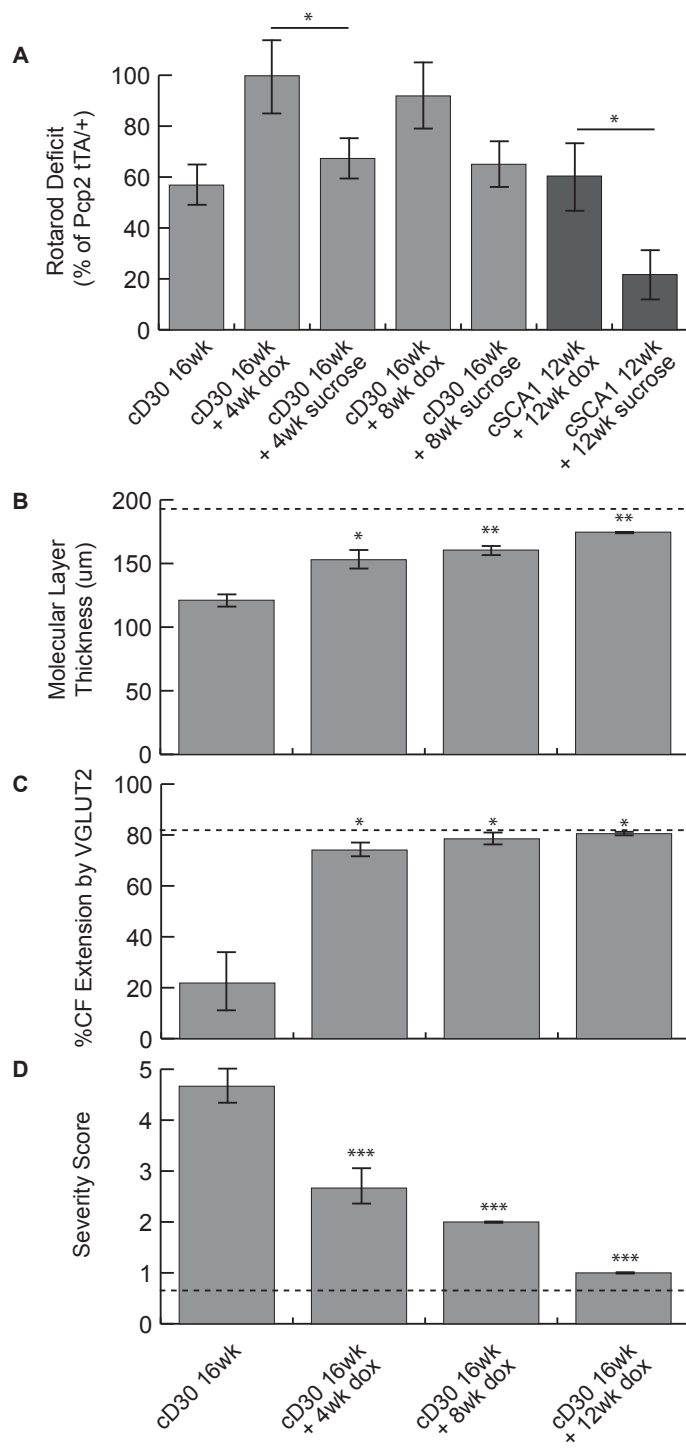 A
*
*
Rotarod Deficit
(% of Pcp2 tTA/+)
100
80
60
40
20
0
cD30 16wk
cD30 16wk
+ 4wk dox
cD30 16wk
+ 4wk sucrose
cD30 16wk
+ 8wk dox
cD30 16wk
+ 8wk sucrose
cSCA1 12wk
+ 12wk dox
cSCA1 12wk
+ 12wk sucrose
B
Molecular Layer
Thickness (um)
200
150
100
50
0
*
**
**
C
%CF Extension by VGLUT2
100
80
60
40
20
0
*
*
*
D
Severity Score
5
4
3
2
1
0
***
***
***
cD30 16wk
cD30 16wk
+ 4wk dox
cD30 16wk
+ 8wk dox
cD30 16wk
+ 12wk dox